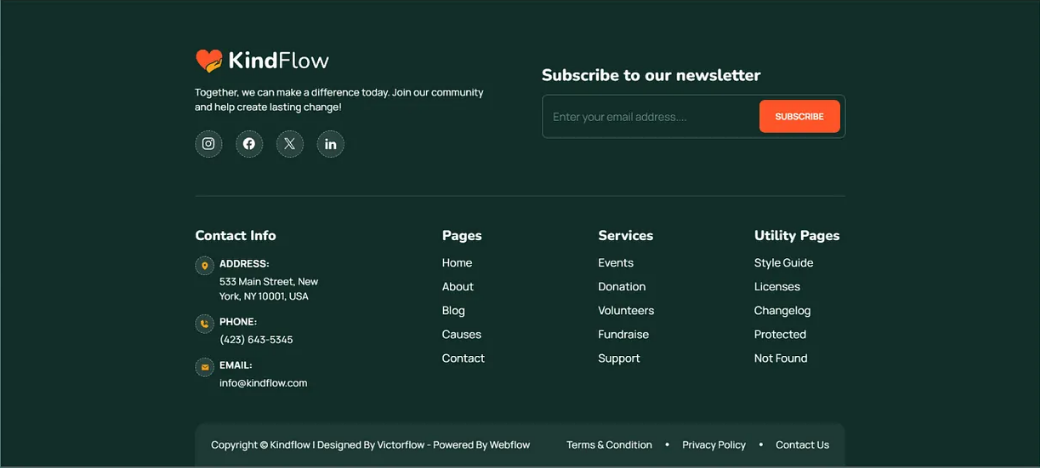 KindFlow
Together, we can make a difference today. Join our community
and help create lasting change!
Subscribe to our newsletter
Enter your email address....
SUBSCRIBE
Contact Info
ADDRESS:
533 Main Street, New
York, NY 10001, USA
PHONE:
(423) 643-5345
EMAIL:
info@kindflow.com
Pages
Home
About
Blog
Causes
Contact
Services
Events
Donation
Volunteers
Fundraise
Support
Utility Pages
Style Guide
Licenses
Changelog
Protected
Not Found
Copyright © Kindflow | Designed By Victorflow - Powered By Webflow
Terms & Condition • Privacy Policy • Contact Us